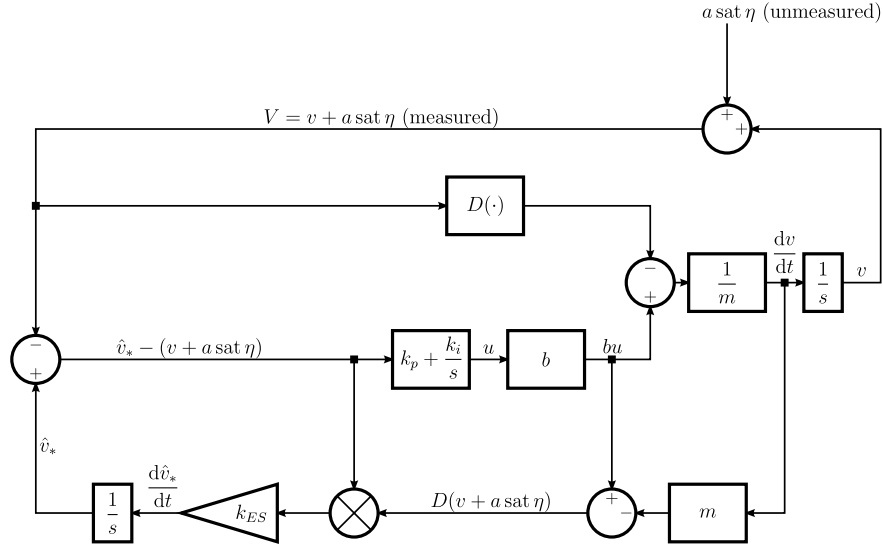 a sat η (unmeasured)
+
+
V = v + a sat η (measured)
D(·)
−
+
1/m
dv/dt
1/s
v
−
+
v̂∗ − (v + a sat η)
k_p + k_i/s
u
b
bu
v̂∗
1/s
dv̂∗/dt
k_ES
D(v + a sat η)
+
−
m